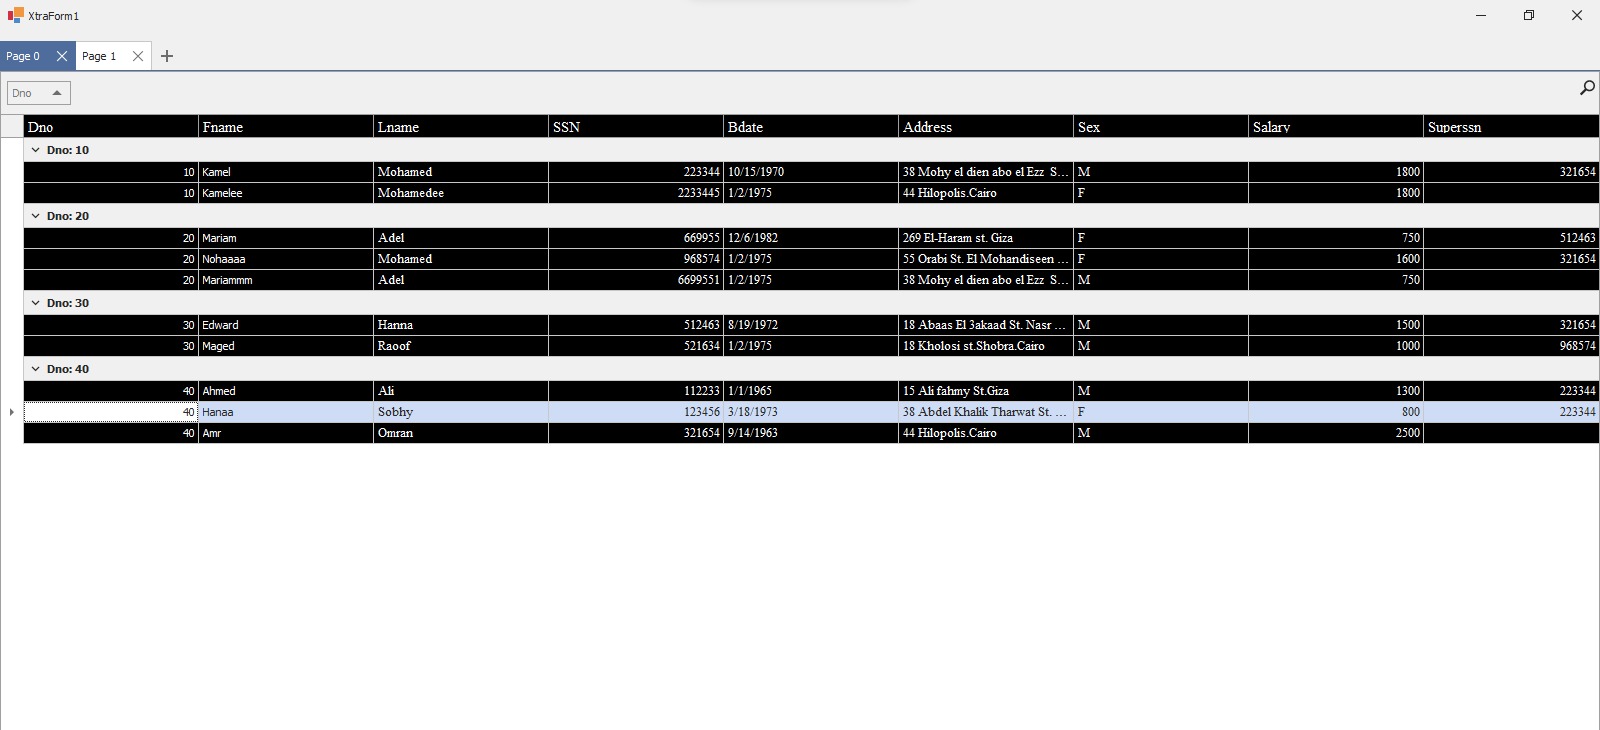 XtraForm1
Page 0 Page 1
Dno
Dno Fname Lname SSN Bdate Address Sex Salary Superssn
Dno: 10
10 Kamel Mohamed 223344 10/15/1970 38 Mohy el dien abo el Ezz S... M 1800 321654
10 Kamelee Mohamedee 2233445 1/2/1975 44 Hilopolis.Cairo F 1800
Dno: 20
20 Mariam Adel 669955 12/6/1982 269 El-Haram st. Giza F 750 512463
20 Nohaaaa Mohamed 968574 1/2/1975 55 Orabi St. El Mohandiseen ... F 1600 321654
20 Mariammm Adel 6699551 1/2/1975 38 Mohy el dien abo el Ezz S... M 750
Dno: 30
30 Edward Hanna 512463 8/19/1972 18 Abaas El 3akaad St. Nasr ... M 1500 321654
30 Maged Raoof 521634 1/2/1975 18 Kholosi st.Shobra.Cairo M 1000 968574
Dno: 40
40 Ahmed Ali 112233 1/1/1965 15 Ali fahmy St.Giza M 1300 223344
40 Hanaa Sobhy 123456 3/18/1973 38 Abdel Khalik Tharwat St. ... F 800 223344
40 Amr Omran 321654 9/14/1963 44 Hilopolis.Cairo M 2500